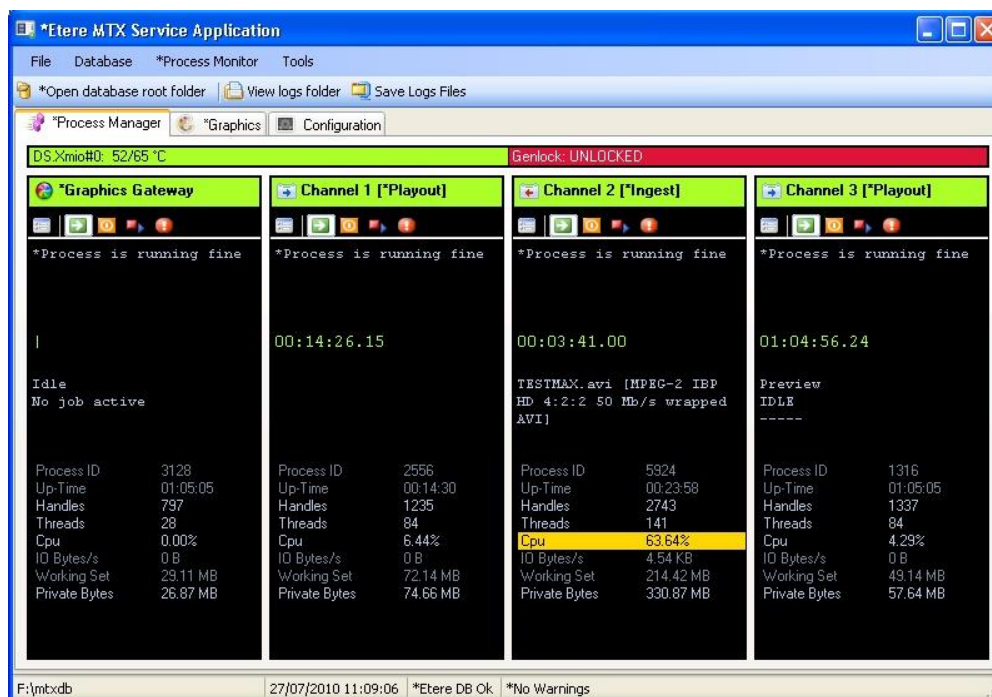 *Etere MTX Service Application
File Database *Process Monitor Tools
*Open database root folder View logs folder Save Logs Files
*Process Manager *Graphics Configuration
DS.Xmio#0: 52/65 °C Genlock: UNLOCKED
*Graphics Gateway
*Process is running fine
|
Idle
No job active
Process ID 3128
Up-Time 01:05:05
Handles 797
Threads 28
Cpu 0.00%
IO Bytes/s 0 B
Working Set 29.11 MB
Private Bytes 26.87 MB
Channel 1 [*Playout]
*Process is running fine
00:14:26.15
Process ID 2556
Up-Time 00:14:30
Handles 1235
Threads 84
Cpu 6.44%
IO Bytes/s 0 B
Working Set 72.14 MB
Private Bytes 74.66 MB
Channel 2 [*Ingest]
*Process is running fine
00:03:41.00
TESTMAX.avi [MPEG-2 IBP
HD 4:2:2 50 Mb/s wrapped
AVI]
Process ID 5924
Up-Time 00:23:58
Handles 2743
Threads 141
Cpu 63.64%
IO Bytes/s 4.54 KB
Working Set 214.42 MB
Private Bytes 330.87 MB
Channel 3 [*Playout]
*Process is running fine
01:04:56.24
Preview
IDLE
-----
Process ID 1316
Up-Time 01:05:05
Handles 1337
Threads 84
Cpu 4.29%
IO Bytes/s 0 B
Working Set 49.14 MB
Private Bytes 57.64 MB
F:\mtxdb 27/07/2010 11:09:06 *Etere DB Ok *No Warnings